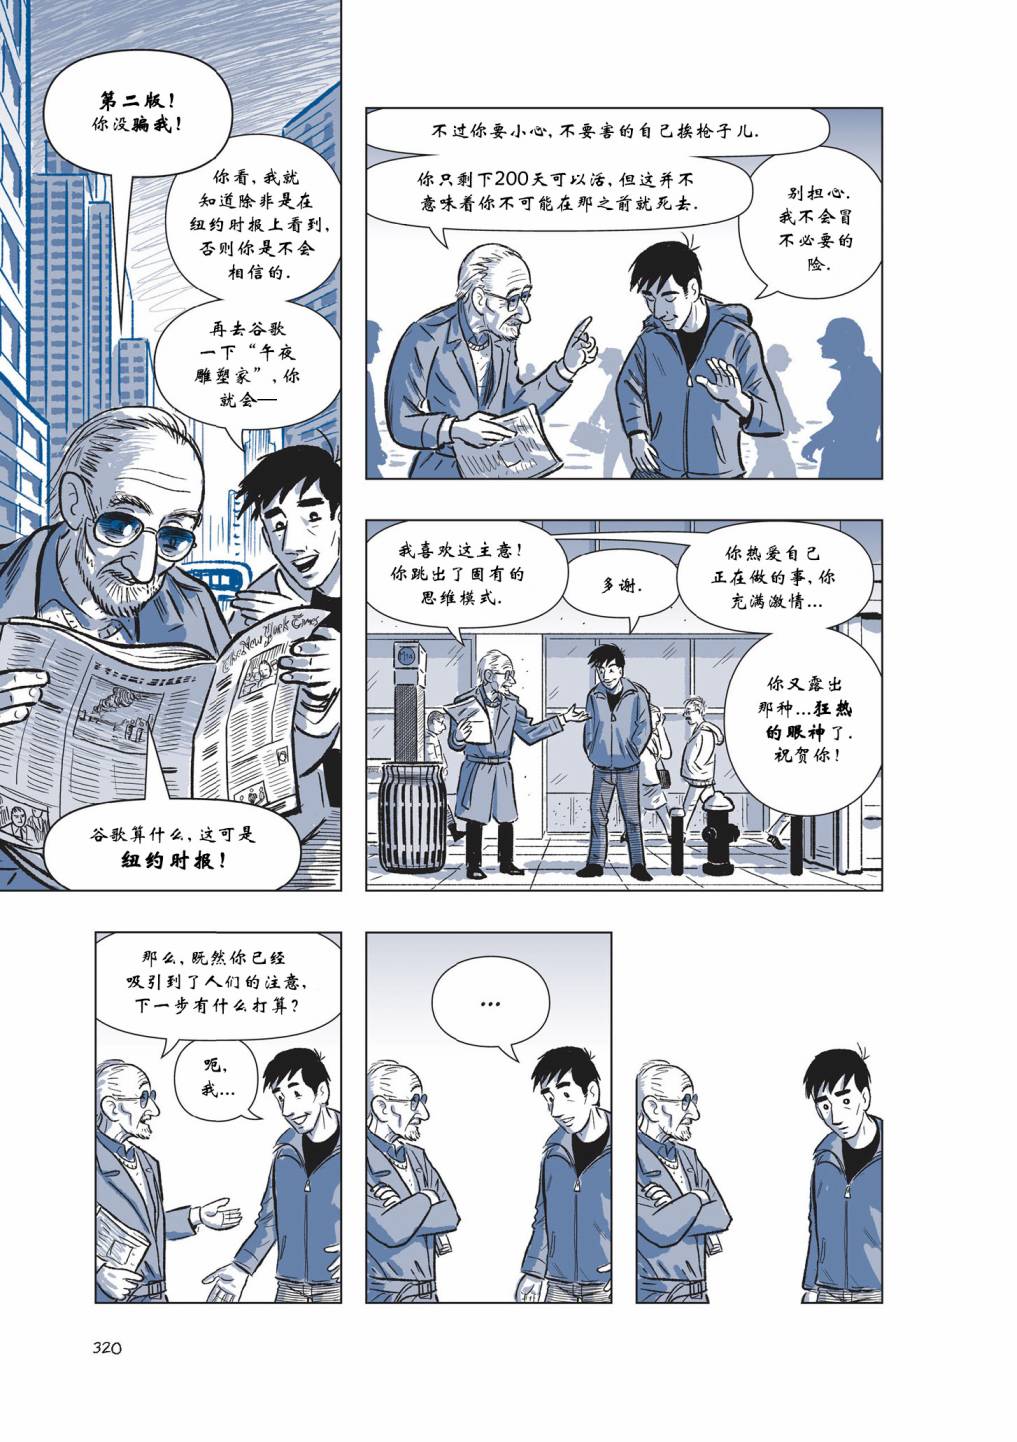 第二版！
你没骗我！
你看，我就
知道除非是在
纽约时报上看到，
否则你是不会
相信的．
再去谷歌
一下“午夜
雕塑家”，你
就会—
The New York Times
谷歌算什么，这可是
纽约时报！
不过你要小心，不要害的自己挨枪子儿．
你只剩下200天可以活，但这并不
意味着你不可能在那之前就死去．
别担心．
我不会冒
不必要的
险．
我喜欢这主意！
你跳出了固有的
思维模式．
多谢．
你热爱自己
正在做的事，你
充满激情…
你又露出
那种…狂热
的眼神了．
祝贺你！
那么，既然你已经
吸引到了人们的注意，
下一步有什么打算？
呃，
我…
…
320